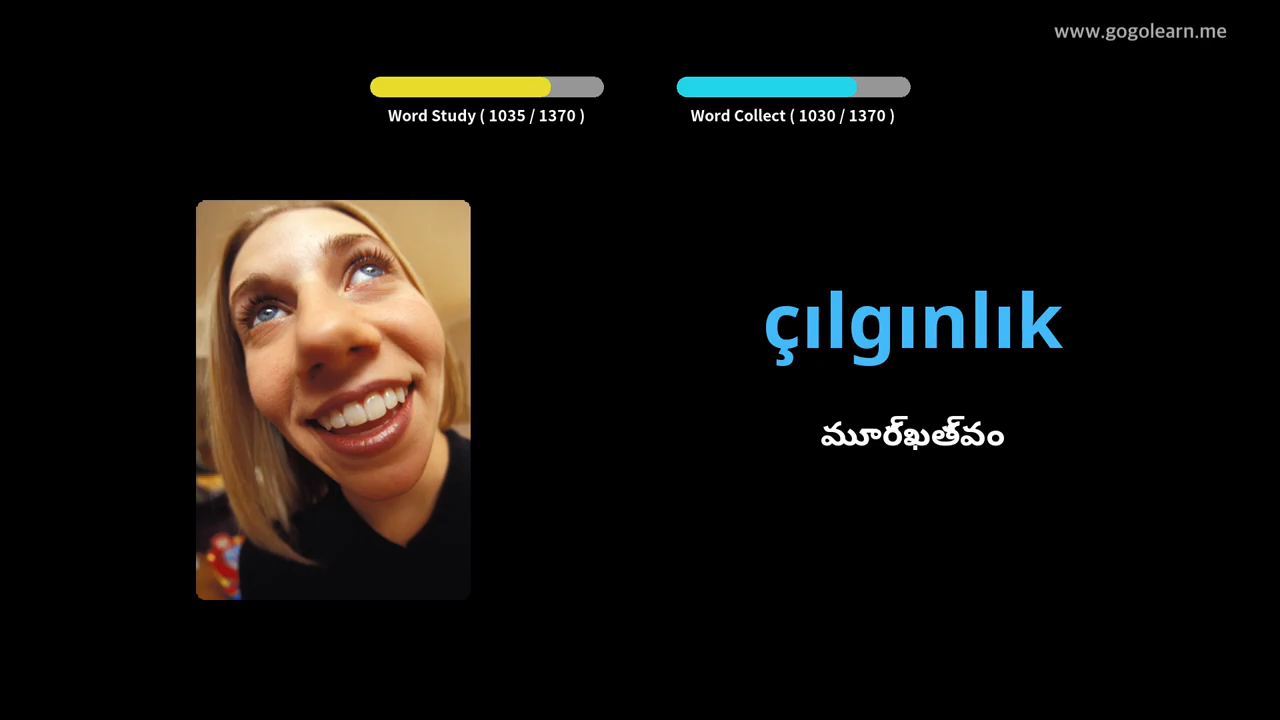 www.gogolearn.me
Word Study ( 1035 / 1370 )
Word Collect ( 1030 / 1370 )
çılgınlık
మూర్ఖత్వం